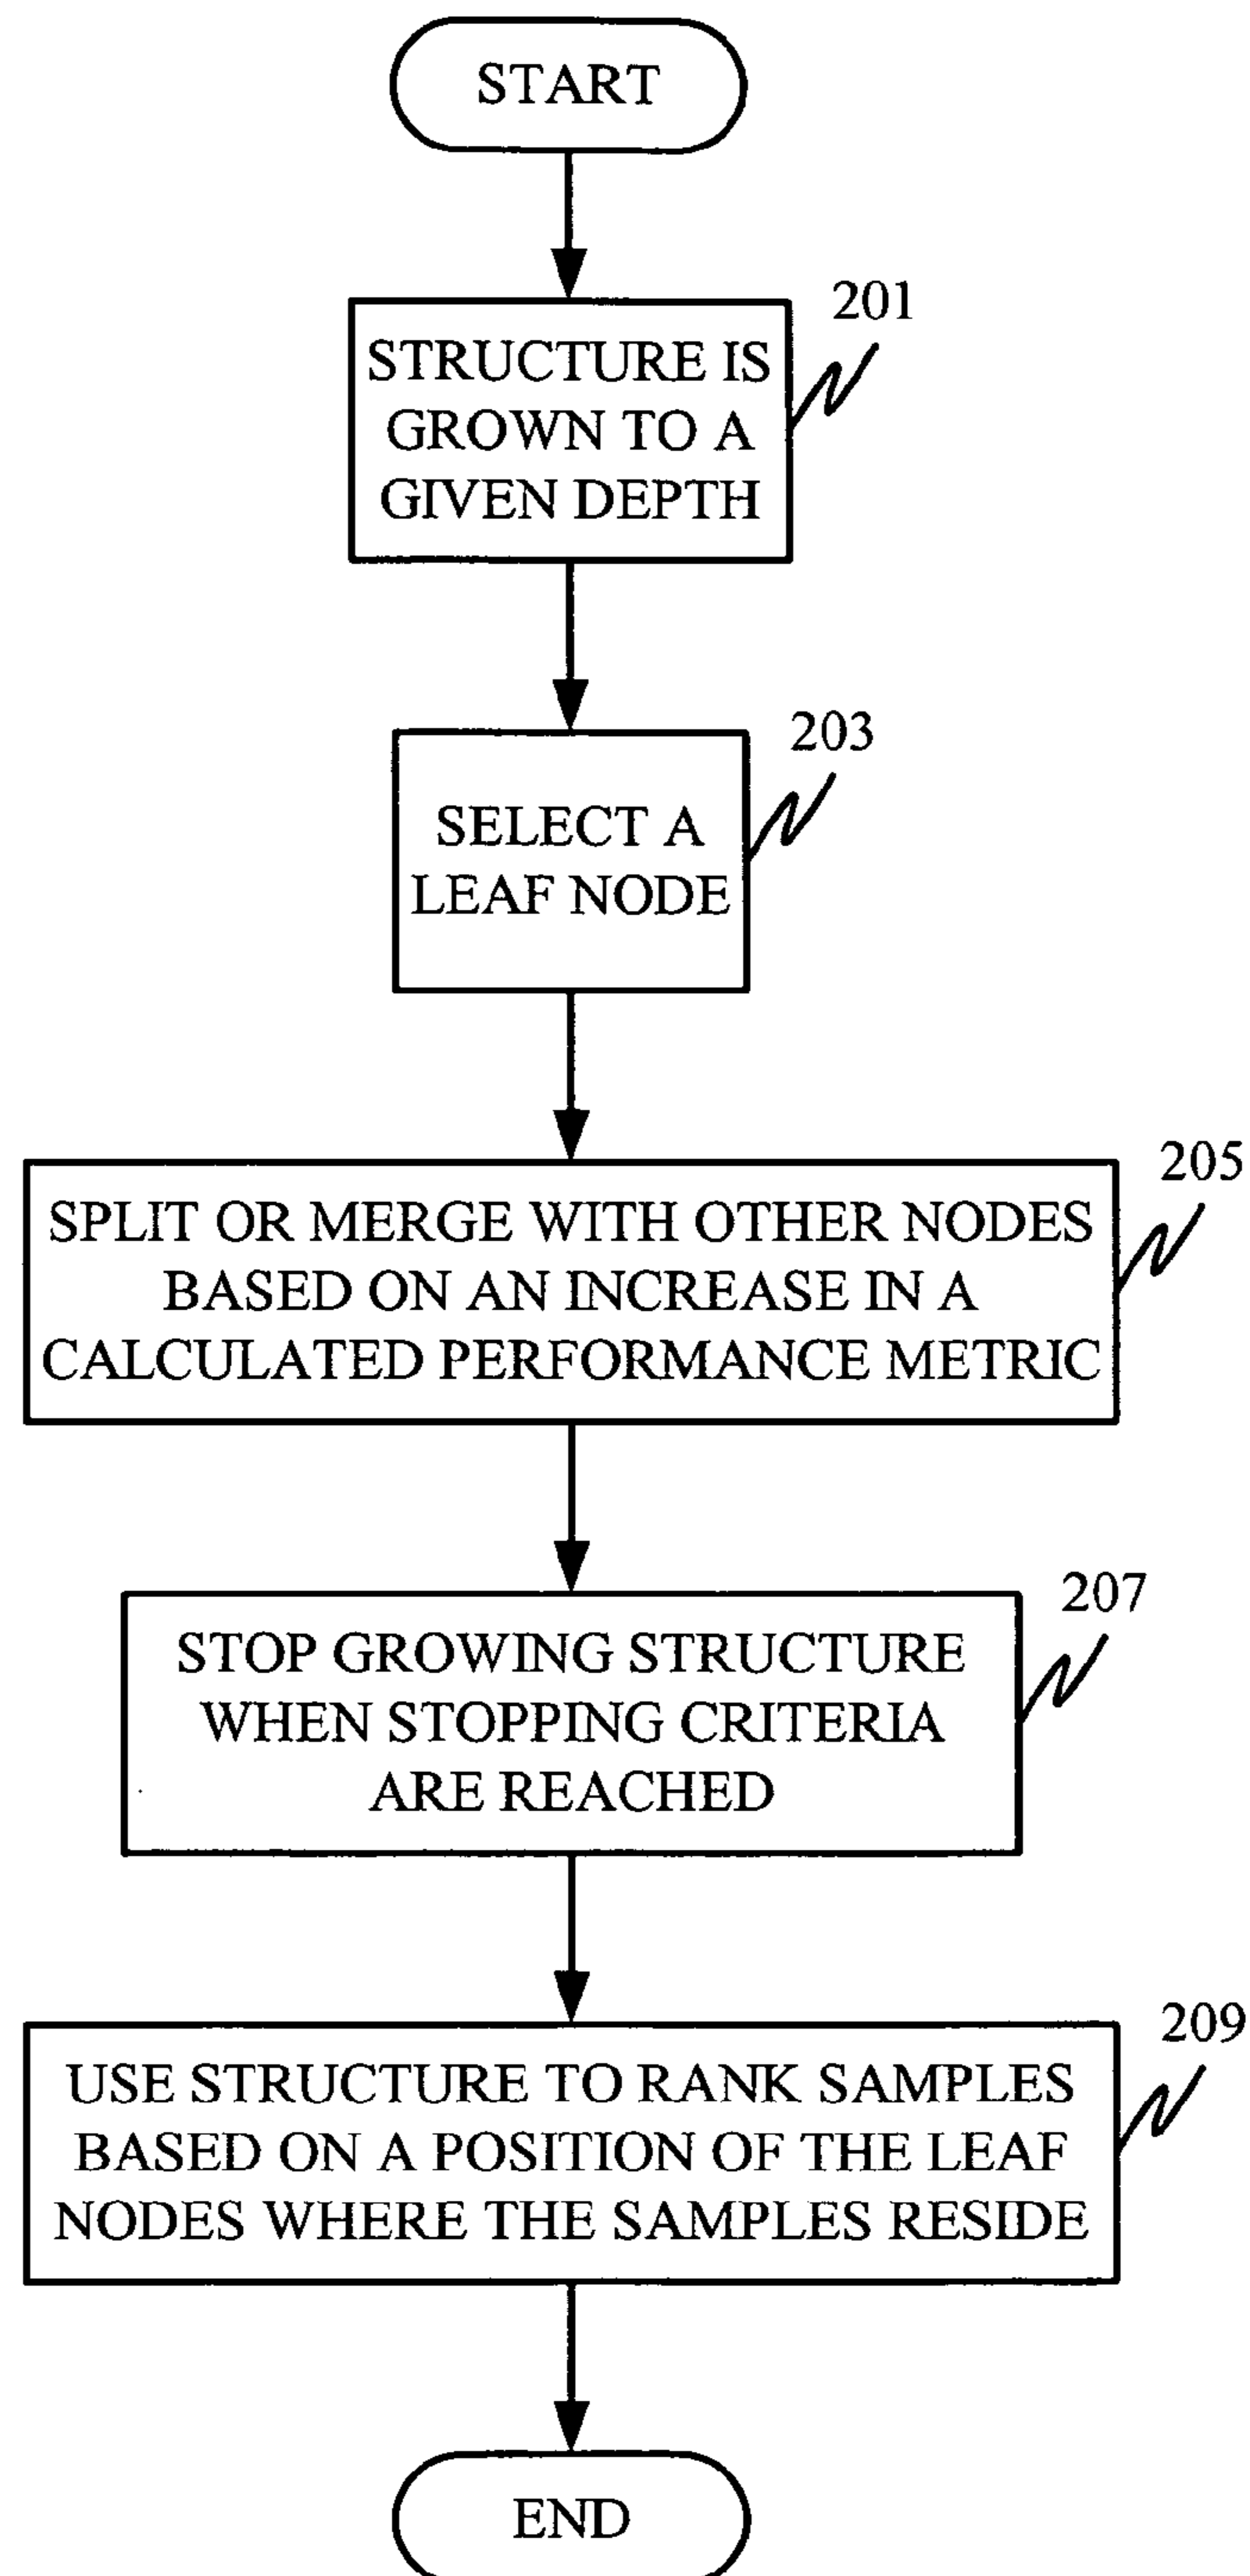 START
201
STRUCTURE IS
GROWN TO A
GIVEN DEPTH
203
SELECT A
LEAF NODE
205
SPLIT OR MERGE WITH OTHER NODES
BASED ON AN INCREASE IN A
CALCULATED PERFORMANCE METRIC
207
STOP GROWING STRUCTURE
WHEN STOPPING CRITERIA
ARE REACHED
209
USE STRUCTURE TO RANK SAMPLES
BASED ON A POSITION OF THE LEAF
NODES WHERE THE SAMPLES RESIDE
END